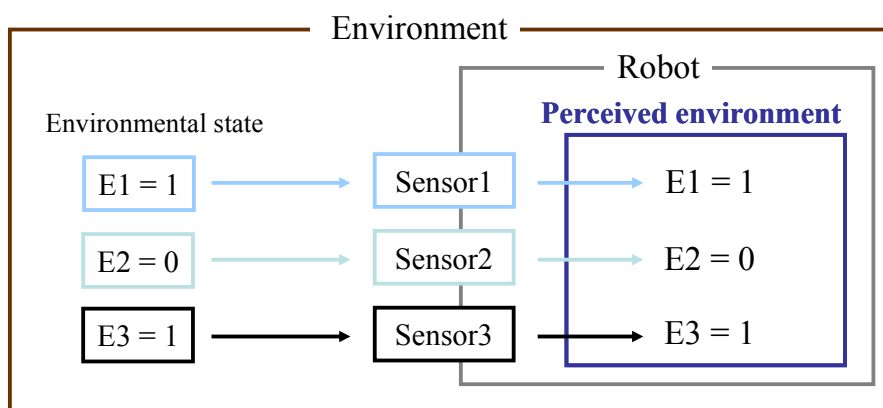 Environment
Robot
Environmental state
Perceived environment
E1 = 1
Sensor1
E1 = 1
E2 = 0
Sensor2
E2 = 0
E3 = 1
Sensor3
E3 = 1